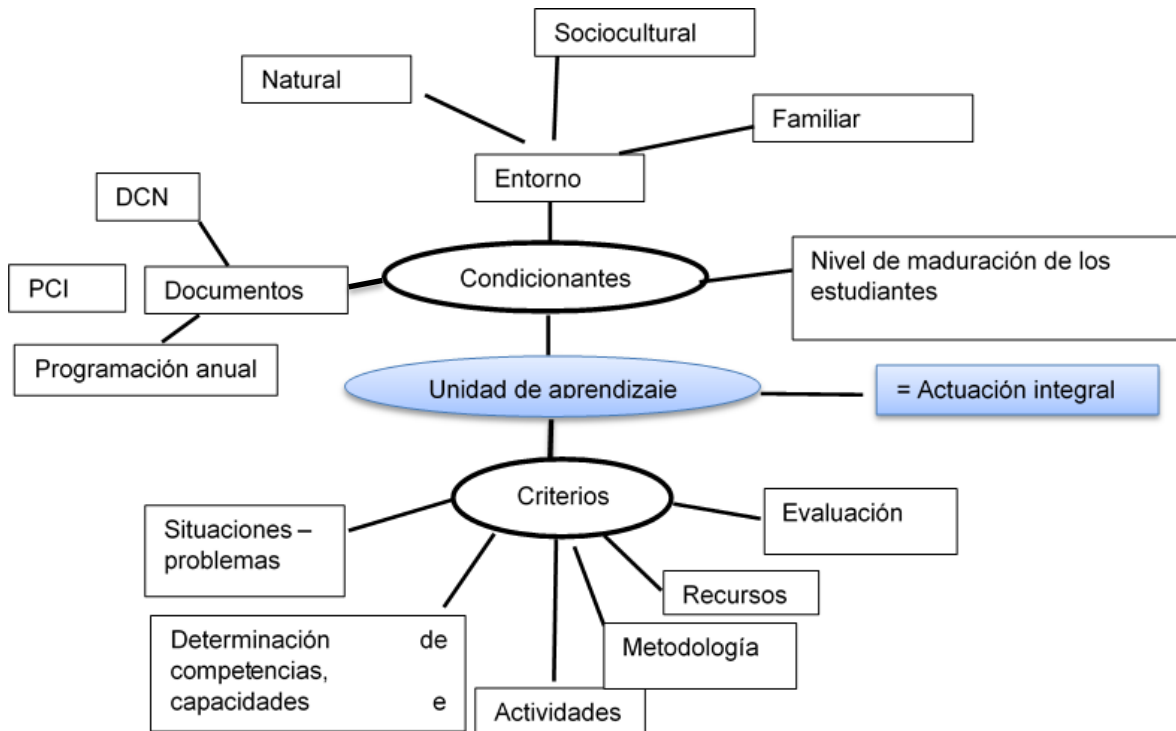 Sociocultural
Natural
Familiar
Entorno
DCN
Nivel de maduración de los
estudiantes
Condicionantes
PCI
Documentos
Programación anual
Unidad de aprendizaje
= Actuación integral
Criterios
Evaluación
Situaciones –
problemas
Recursos
Determinación de
competencias,
capacidades e
Metodología
Actividades